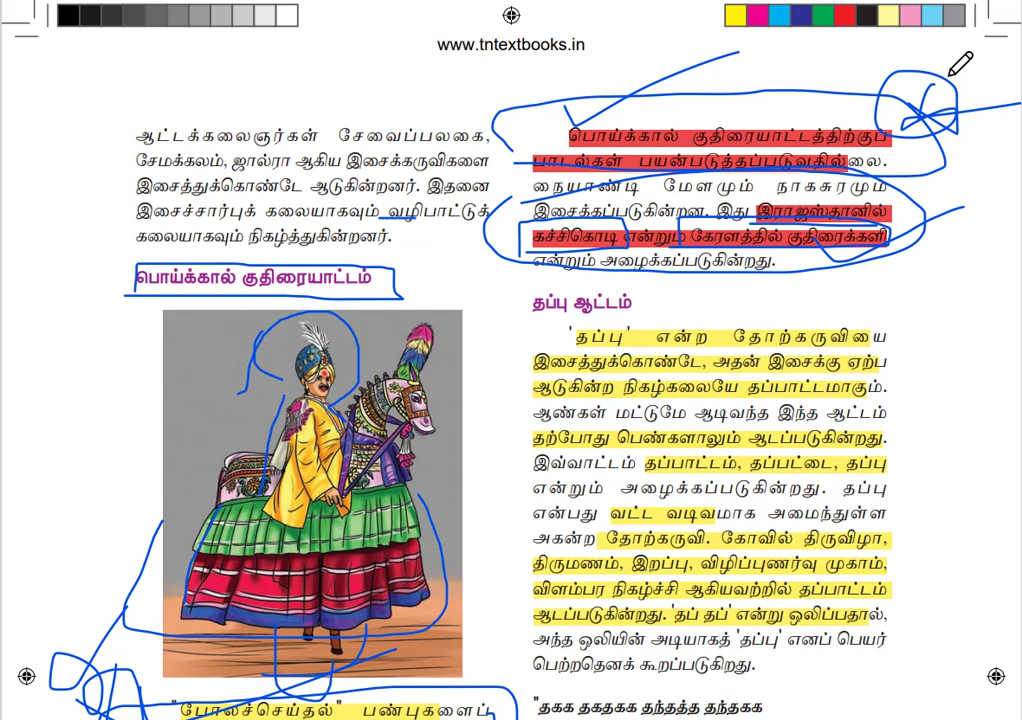 www.tntextbooks.in
ஆட்டக்கலைஞர்கள் சேவைப்பலகை,
சேமக்கலம், ஜால்ரா ஆகிய இசைக்கருவிகளை
இசைத்துக்கொண்டே ஆடுகின்றனர். இதனை
இசைச்சார்புக் கலையாகவும் வழிபாட்டுக்
கலையாகவும் நிகழ்த்துகின்றனர்.
பொய்க்கால் குதிரையாட்டம்
"போலச்செய்தல்" பண்புகளைப்
பொய்க்கால் குதிரையாட்டத்திற்குப்
பாடல்கள் பயன்படுத்தப்படுவதில்லை.
நையாண்டி மேளமும் நாகசுரமும்
இசைக்கப்படுகின்றன. இது இராஜஸ்தானில்
கச்சிகொடி என்றும் கேரளத்தில் குதிரைக்களி
என்றும் அழைக்கப்படுகின்றது.
தப்பு ஆட்டம்
'தப்பு' என்ற தோற்கருவியை
இசைத்துக்கொண்டே, அதன் இசைக்கு ஏற்ப
ஆடுகின்ற நிகழ்கலையே தப்பாட்டமாகும்.
ஆண்கள் மட்டுமே ஆடிவந்த இந்த ஆட்டம்
தற்போது பெண்களாலும் ஆடப்படுகின்றது.
இவ்வாட்டம் தப்பாட்டம், தப்பட்டை, தப்பு
என்றும் அழைக்கப்படுகின்றது. தப்பு
என்பது வட்ட வடிவமாக அமைந்துள்ள
அகன்ற தோற்கருவி. கோவில் திருவிழா,
திருமணம், இறப்பு, விழிப்புணர்வு முகாம்,
விளம்பர நிகழ்ச்சி ஆகியவற்றில் தப்பாட்டம்
ஆடப்படுகின்றது. 'தப் தப்' என்று ஒலிப்பதால்,
அந்த ஒலியின் அடியாகத் 'தப்பு' எனப் பெயர்
பெற்றதெனக் கூறப்படுகிறது.
"தகக தகதகக தந்தத்த தந்தகக